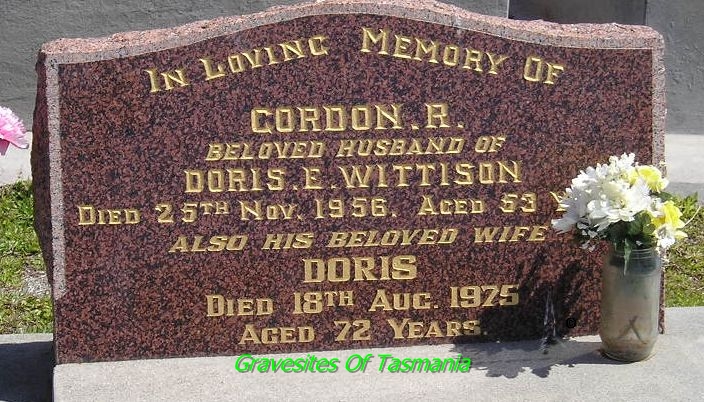 IN LOVING MEMORY OF
GORDON. R.
BELOVED HUSBAND OF
DORIS. E. WITTISON
DIED 25TH NOV. 1956. AGED 53
ALSO HIS BELOVED WIFE
DORIS
DIED 18TH AUG. 1975
AGED 72 YEARS.
Gravesites Of Tasmania